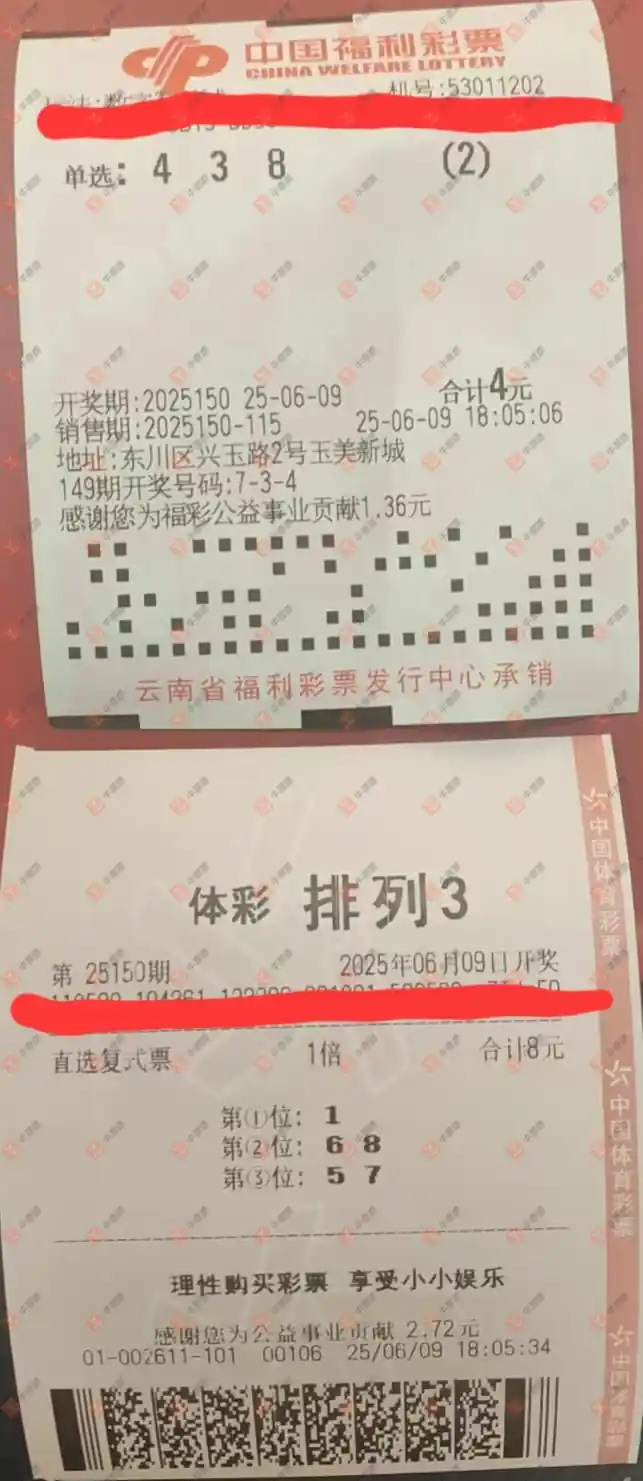 中国福利彩票
CHINA WELFARE LOTTERY
机号:53011202
单选: 4 3 8 (2)
开奖期:2025150 25-06-09 合计4元
销售期:2025150-115 25-06-09 18:05:06
地址:东川区兴玉路2号玉美新城
149期开奖号码:7-3-4
感谢您为福彩公益事业贡献1.36元
云南省福利彩票发行中心承销
体彩 排列3
第 25150期 2025年06月09日开奖
直选复式票 1倍 合计8元
第①位: 1
第②位: 6 8
第③位: 5 7
理性购买彩票 享受小小娱乐
感谢您为公益事业贡献 2.72元
01-002611-101 00106 25/06/09 18:05:34
中国体育彩票
中国体育彩票